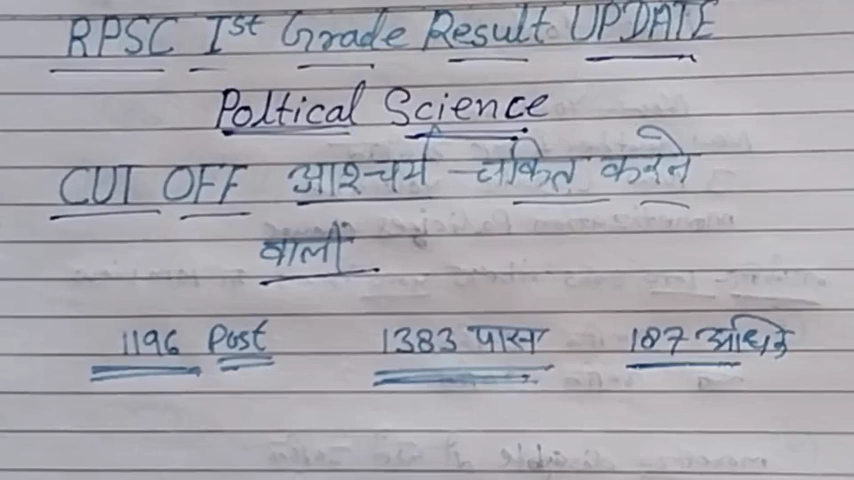 RPSC Ist Grade Result UPDATE
Poltical Science
CUT OFF आश्चर्य चकित करने
वाली
1196 Post 1383 पास 187 अधिक